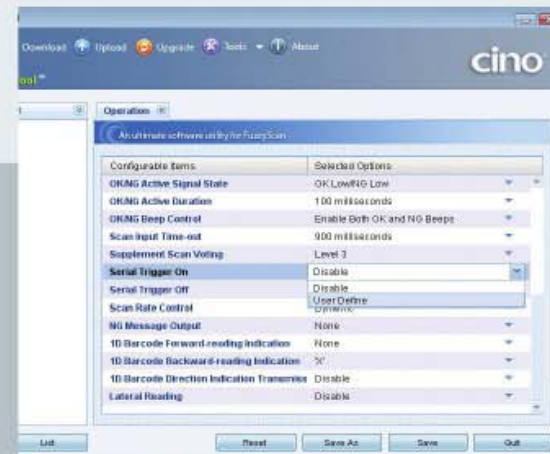 Download Upload Upgrade Tools About
cino
ool™
Operation
An ultimate software utility for FuzzyScan
Configurable Items Selected Options
OK/NG Active Signal State OK Low/NG Low
OK/NG Active Duration 100 milliseconds
OK/NG Beep Control Enable Both OK and NG Beeps
Scan Input Time-out 900 milliseconds
Supplement Scan Voting Level 3
Serial Trigger On Disable
Serial Trigger Off Disable
User Define
Scan Rate Control Dynamic
NG Message Output None
1D Barcode Forward-reading Indication None
1D Barcode Backward-reading Indication 'X'
1D Barcode Direction Indication Transmiss Disable
Lateral Reading Disable
List Reset Save As Save Quit